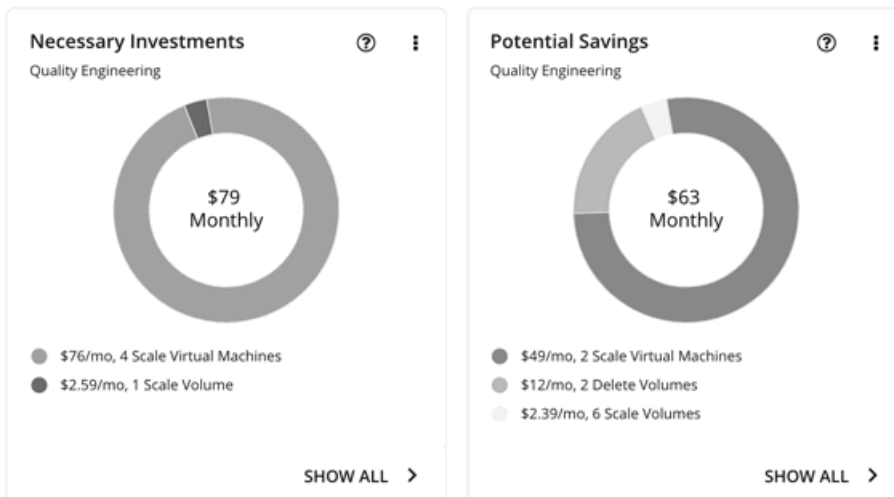 Necessary Investments
Quality Engineering
$79
Monthly
$76/mo, 4 Scale Virtual Machines
$2.59/mo, 1 Scale Volume
SHOW ALL
Potential Savings
Quality Engineering
$63
Monthly
$49/mo, 2 Scale Virtual Machines
$12/mo, 2 Delete Volumes
$2.39/mo, 6 Scale Volumes
SHOW ALL